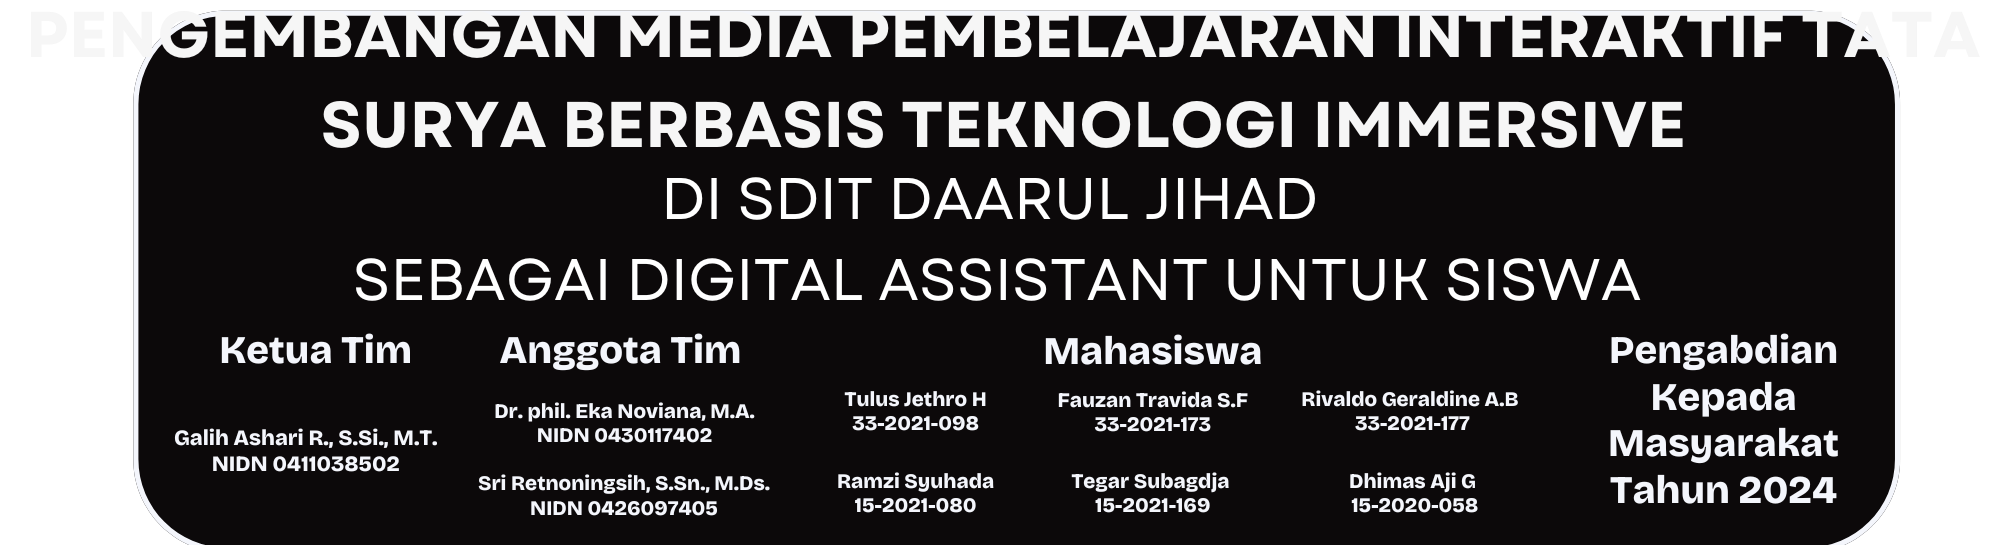 PENGEMBANGAN MEDIA PEMBELAJARAN INTERAKTIF TATA
SURYA BERBASIS TEKNOLOGI IMMERSIVE
DI SDIT DAARUL JIHAD
SEBAGAI DIGITAL ASSISTANT UNTUK SISWA
Ketua Tim
Galih Ashari R., S.Si., M.T.
NIDN 0411038502
Anggota Tim
Dr. phil. Eka Noviana, M.A.
NIDN 0430117402
Sri Retnoningsih, S.Sn., M.Ds.
NIDN 0426097405
Mahasiswa
Tulus Jethro H
33-2021-098
Fauzan Travida S.F
33-2021-173
Rivaldo Geraldine A.B
33-2021-177
Ramzi Syuhada
15-2021-080
Tegar Subagdja
15-2021-169
Dhimas Aji G
15-2020-058
Pengabdian
Kepada
Masyarakat
Tahun 2024